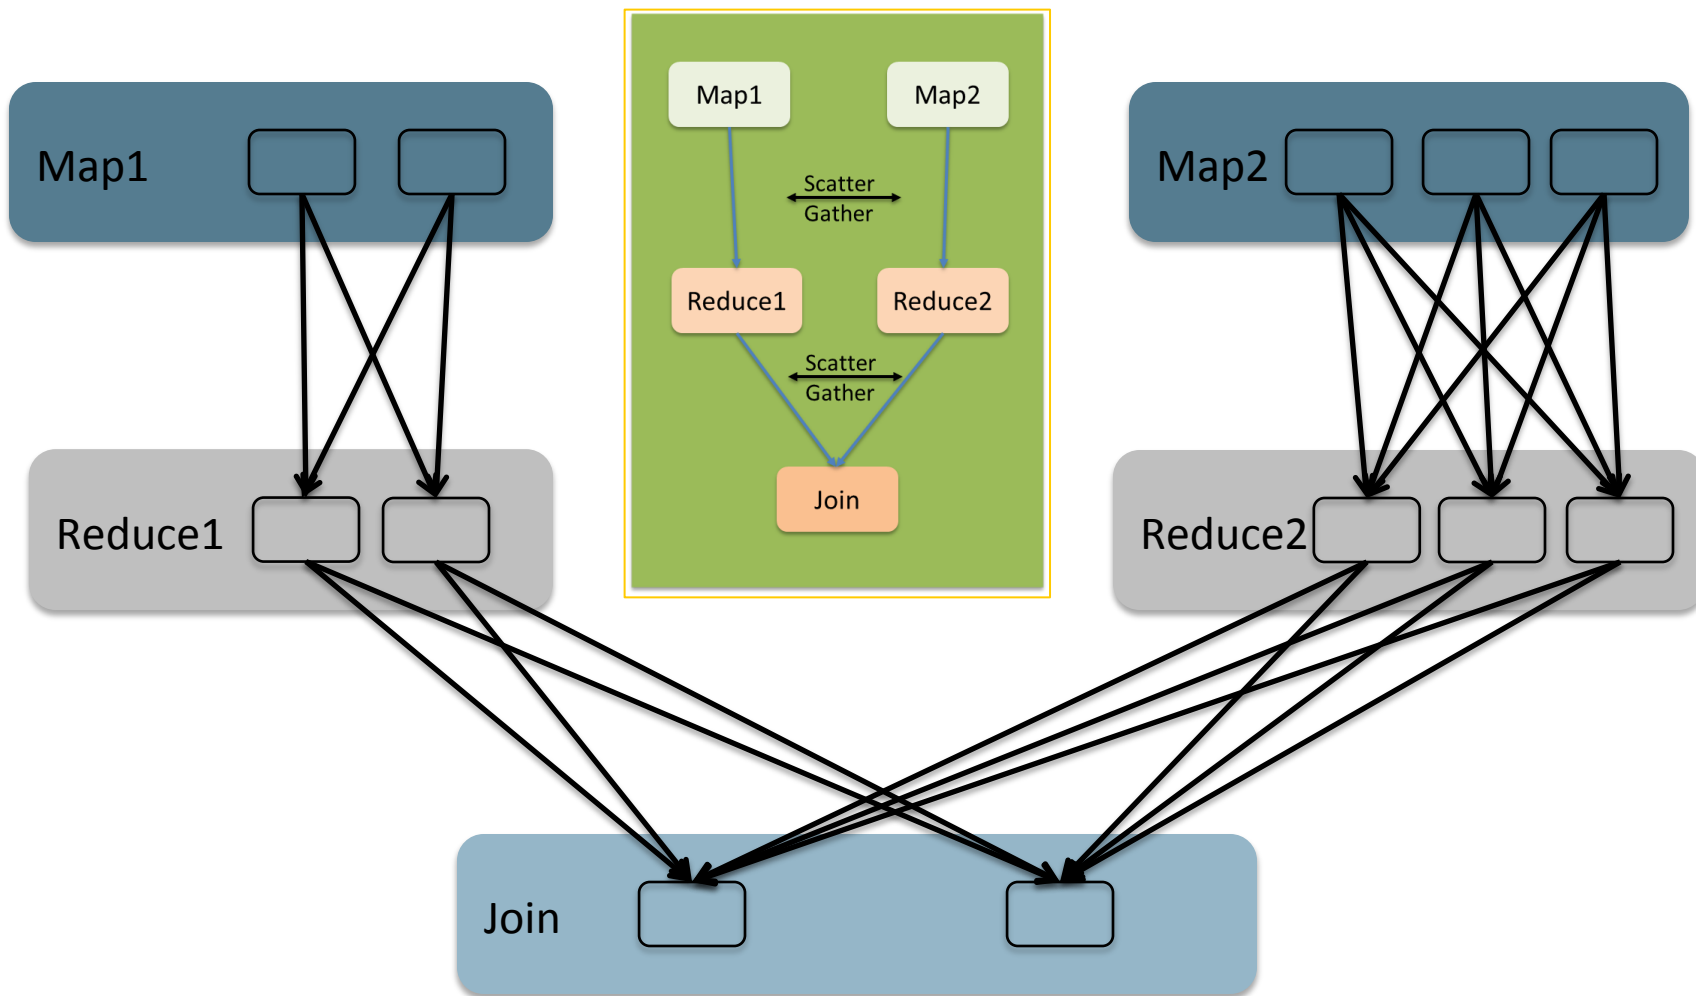 Map1
Map2
Map1
Map2
Scatter
Gather
Reduce1
Reduce2
Scatter
Gather
Join
Reduce1
Reduce2
Join